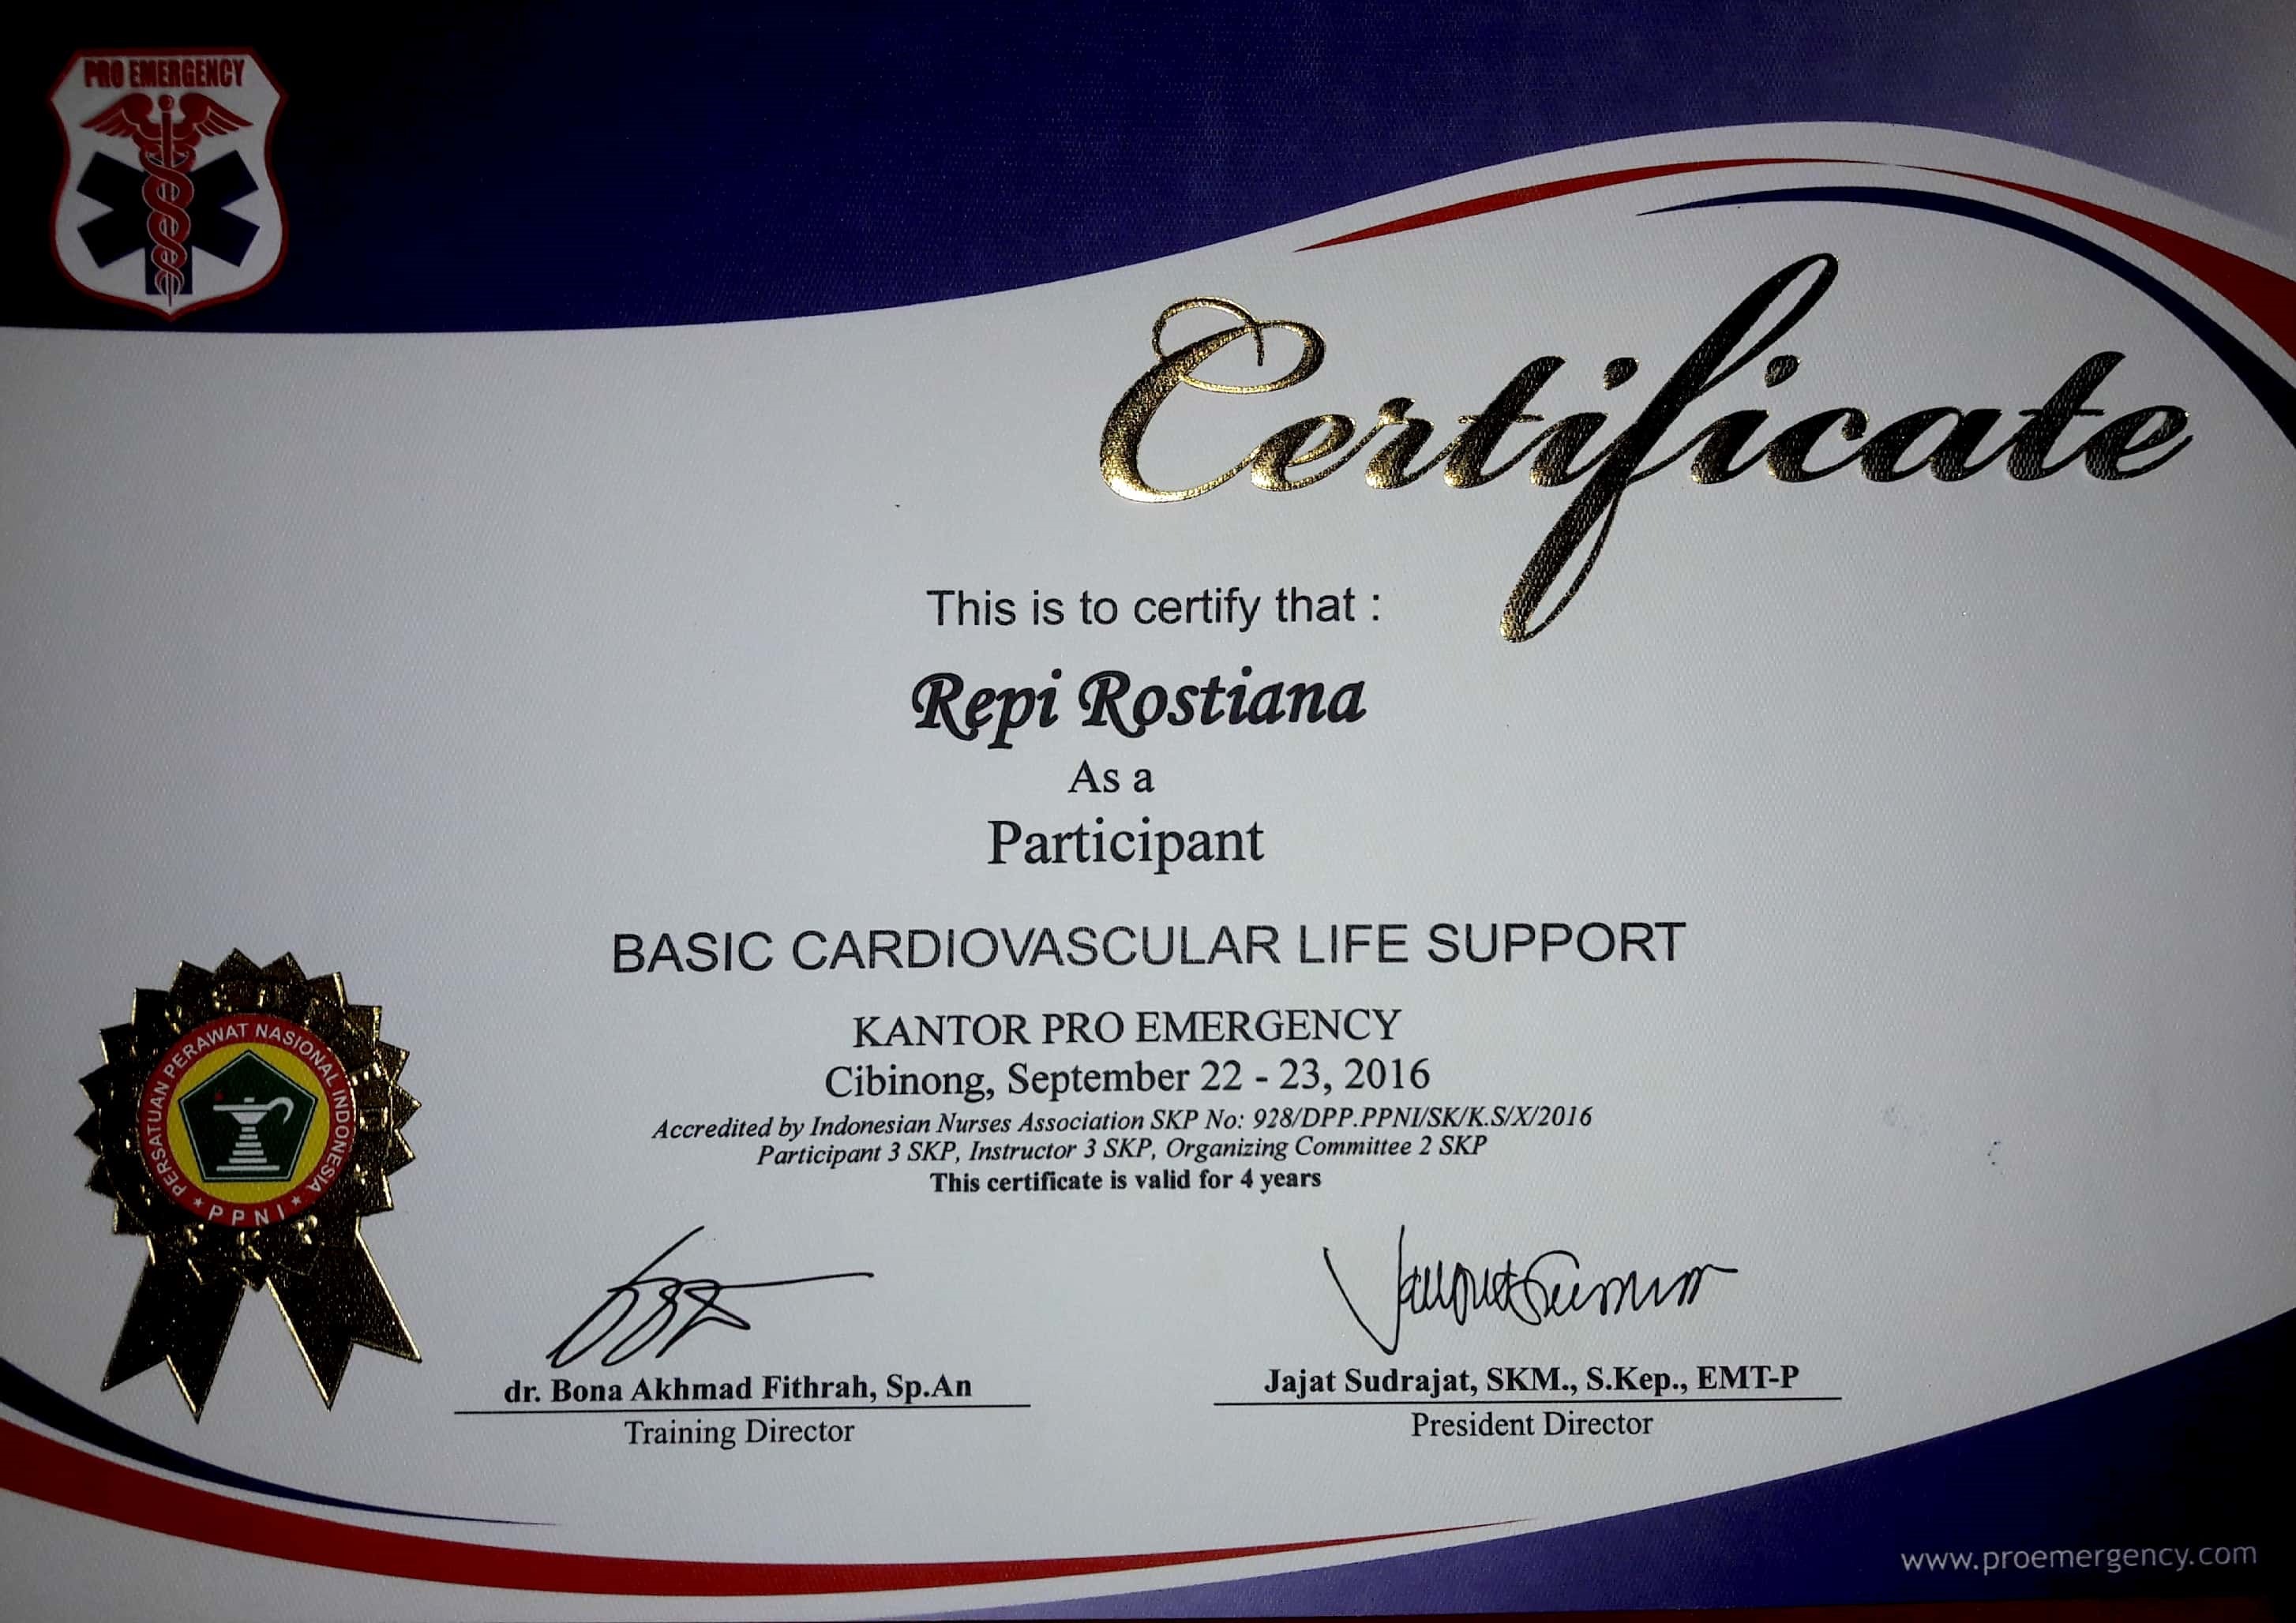 PRO EMERGENCY
Certificate
This is to certify that :
Repi Rostiana
As a
Participant
BASIC CARDIOVASCULAR LIFE SUPPORT
KANTOR PRO EMERGENCY
Cibinong, September 22 - 23, 2016
Accredited by Indonesian Nurses Association SKP No: 928/DPP.PPNI/SK/K.S/X/2016
Participant 3 SKP, Instructor 3 SKP, Organizing Committee 2 SKP
This certificate is valid for 4 years
PERSATUAN PERAWAT NASIONAL INDONESIA
* PPNI *
dr. Bona Akhmad Fithrah, Sp.An
Training Director
Jajat Sudrajat, SKM., S.Kep., EMT-P
President Director
www.proemergency.com